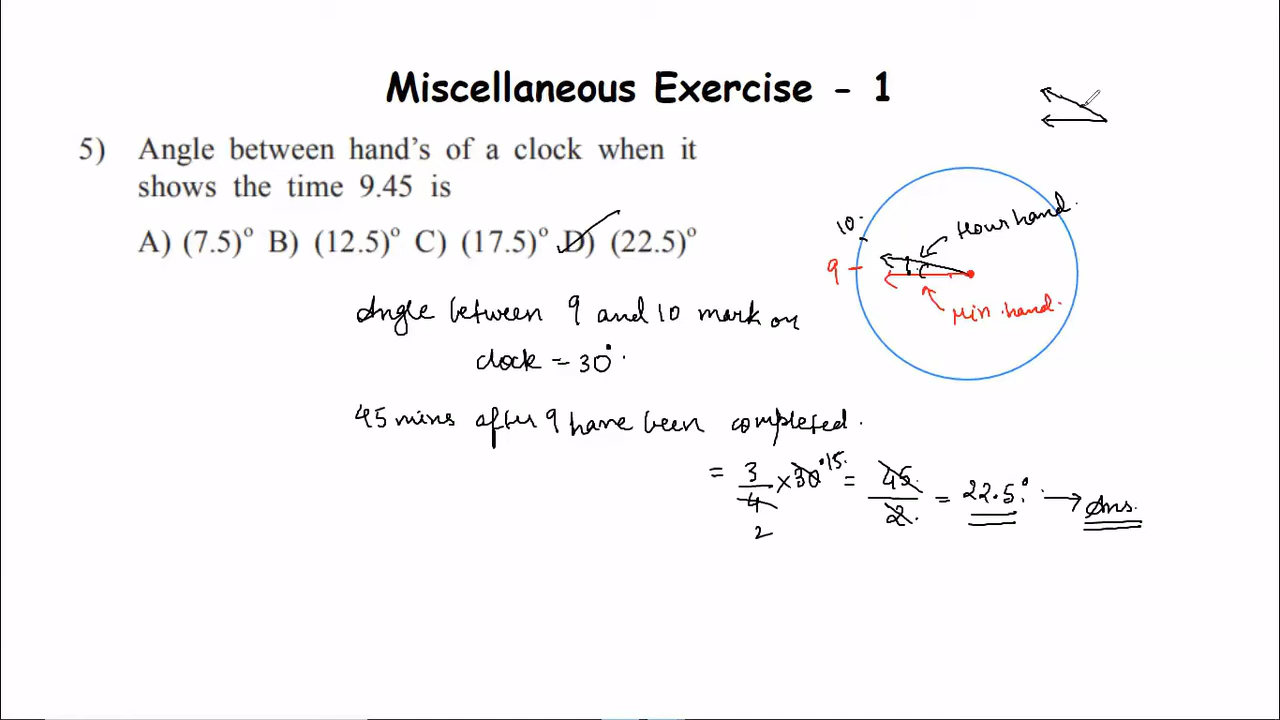 Miscellaneous Exercise - 1
5) Angle between hand's of a clock when it
shows the time 9.45 is
A) (7.5)° B) (12.5)° C) (17.5)° D) (22.5)°
10
Hour hand.
9
Min. hand.
Angle between 9 and 10 mark on
clock = 30°.
45 mins after 9 have been completed.
= 3/4 × 30° 15. = 45/2 = 22.5° → Ans.
2